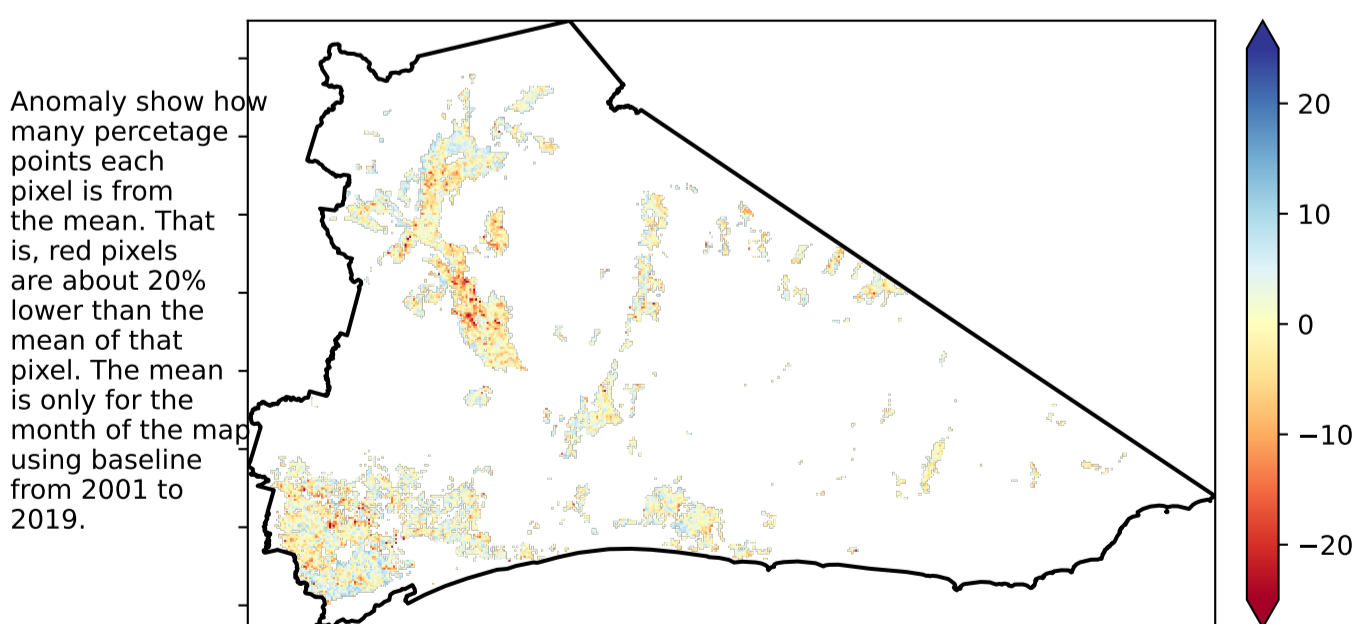 Anomaly show how
many percetage
points each
pixel is from
the mean. That
is, red pixels
are about 20%
lower than the
mean of that
pixel. The mean
is only for the
month of the map
using baseline
from 2001 to
2019.
20
10
0
−10
−20